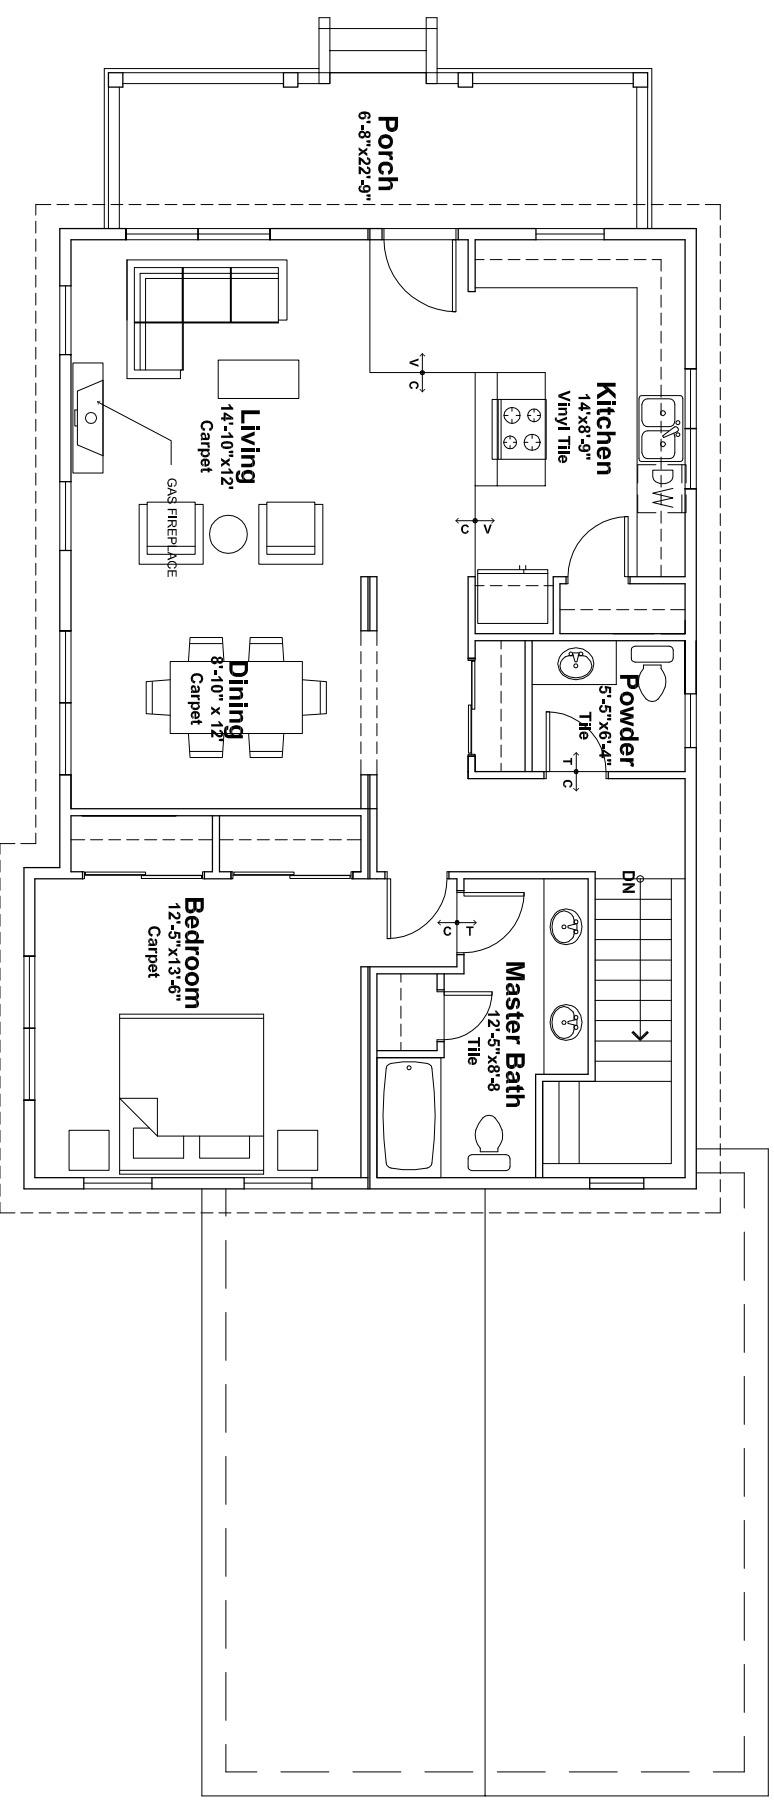 Porch
6'-8"x22'-9"
Kitchen
14'x8'-9"
Vinyl Tile
DW
V
C
Living
14'-10"x12'
Carpet
GAS FIREPLACE
C
V
Dining
8'-10" x 12'
Carpet
Powder
5'-5"x6'-4"
Tile
T
C
DN
Bedroom
12'-5"x13'-6"
Carpet
C
T
Master Bath
12'-5"x8'-8
Tile